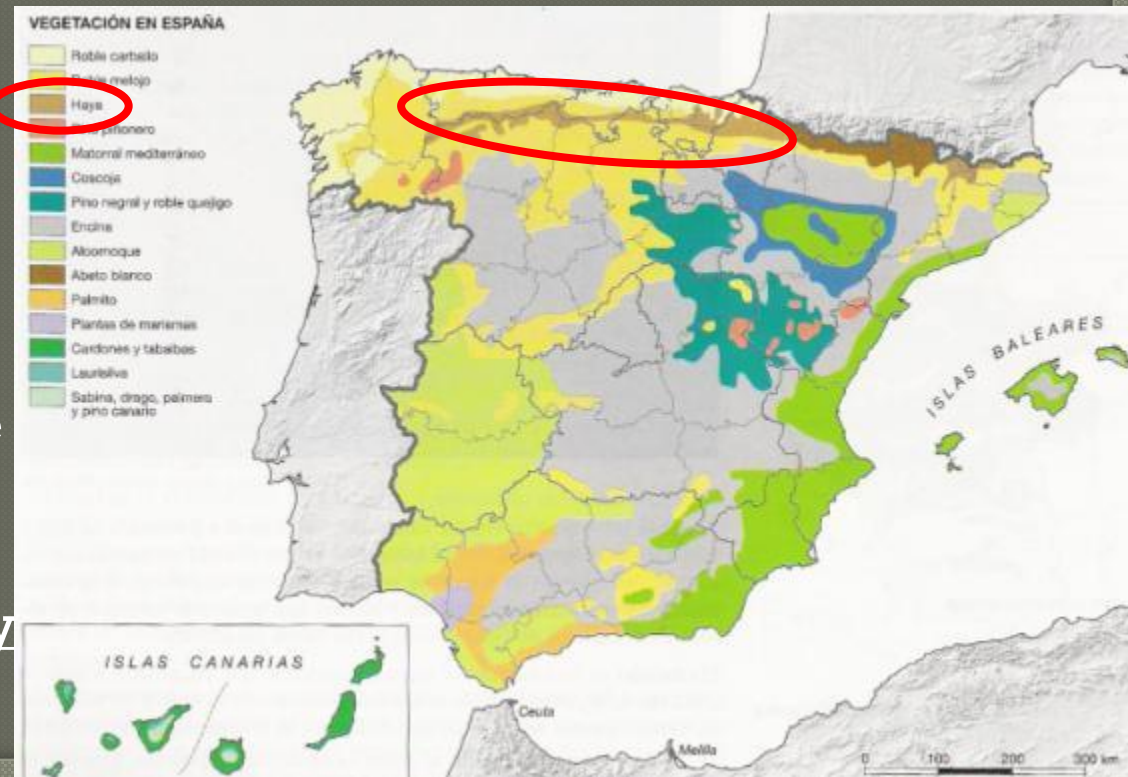 VEGETACIÓN EN ESPAÑA
Roble carballo
Roble melojo
Haya
Pino piñonero
Matorral mediterráneo
Coscoja
Pino negral y roble quejigo
Encina
Alcornoque
Abeto blanco
Palmito
Plantas de marismas
Cardones y tabaibas
Laurisilva
Sabina, drago, palmera
y pino canario
ISLAS BALEARES
y
ISLAS CANARIAS
Ceuta
Melilla
0 100 200 300 km